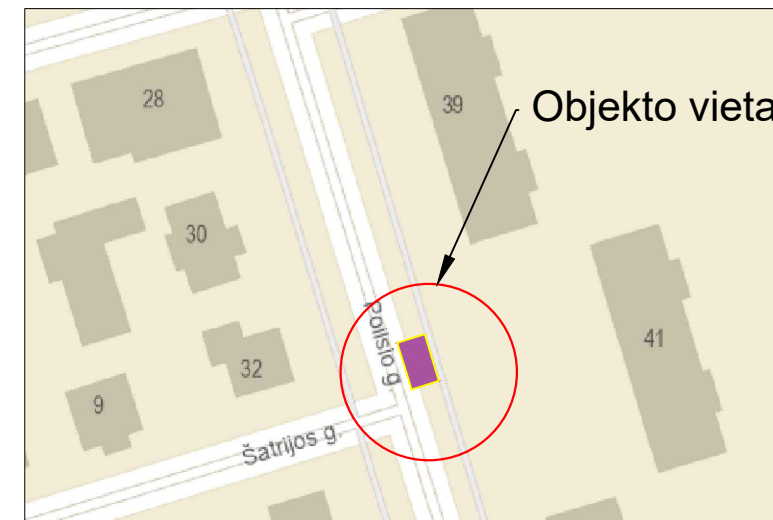 28
39
Objekto vieta
30
Poilsio g.
41
32
9
Šatrijos g.